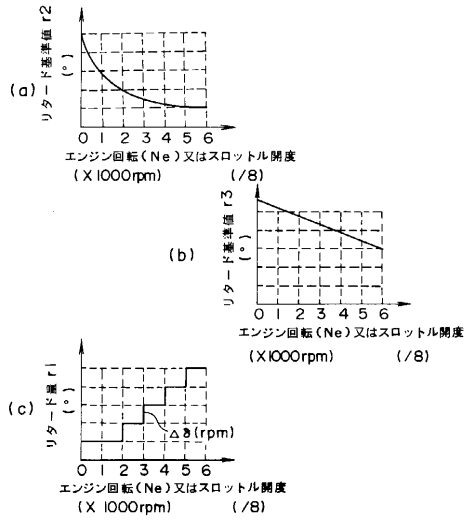 (a)
リタード基準値 r2
(°)
0 1 2 3 4 5 6
エンジン回転(Ne)又はスロットル開度
(X1000rpm) (/8)
(b)
リタード基準値 r3
(°)
0 1 2 3 4 5 6
エンジン回転(Ne)又はスロットル開度
(X1000rpm) (/8)
(c)
リタード量 r1
(°)
△a(rpm)
0 1 2 3 4 5 6
エンジン回転(Ne)又はスロットル開度
(X 1000rpm) (/8)